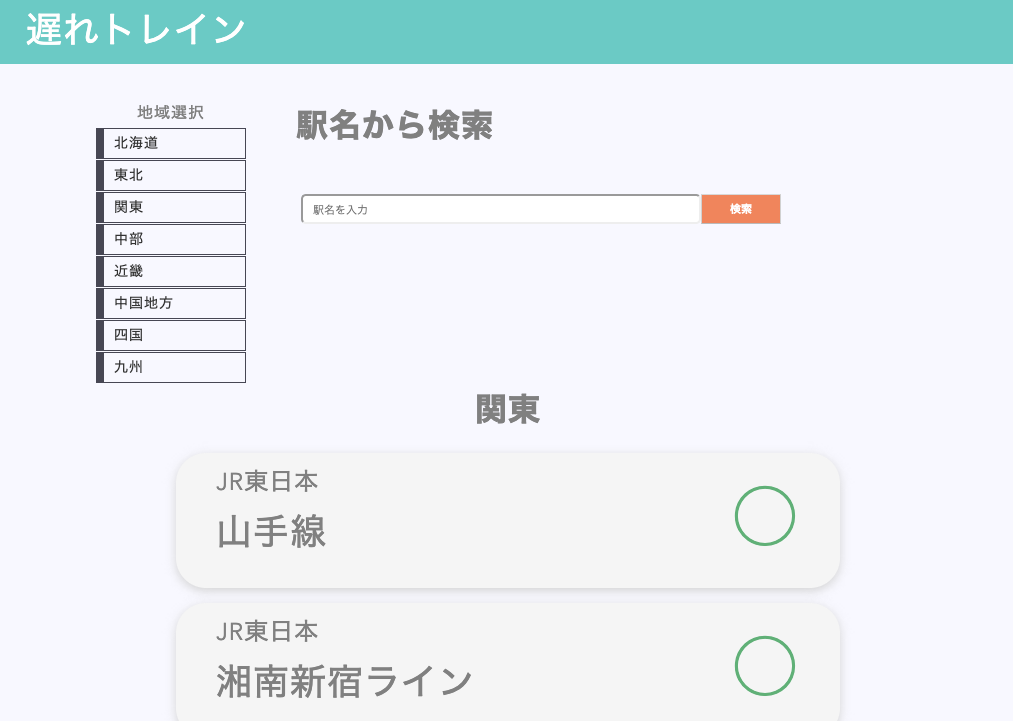 遅れトレイン
地域選択
北海道
東北
関東
中部
近畿
中国地方
四国
九州
駅名から検索
駅名を入力
検索
関東
JR東日本
山手線
JR東日本
湘南新宿ライン